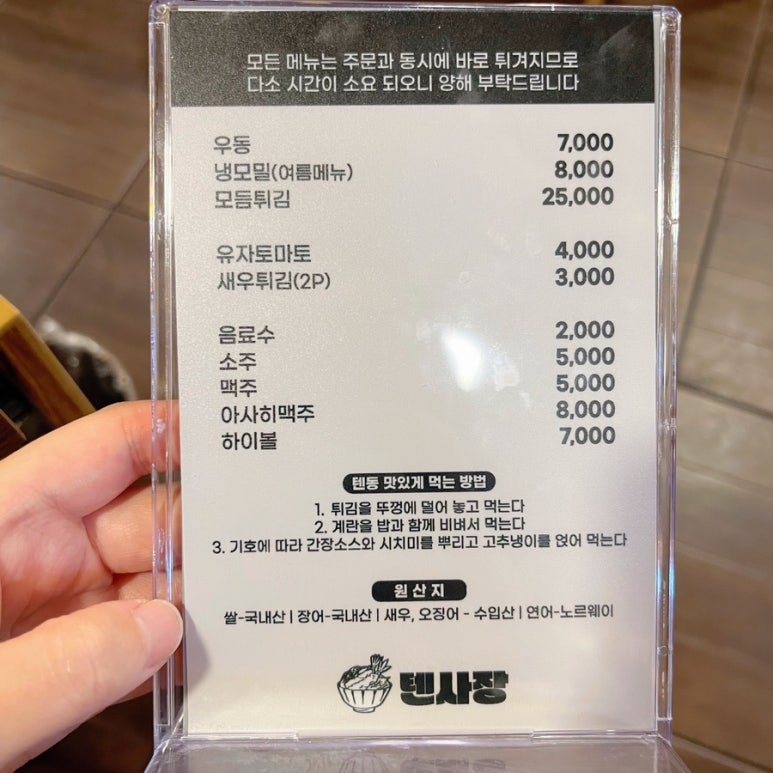 모든 메뉴는 주문과 동시에 바로 튀겨지므로
다소 시간이 소요 되오니 양해 부탁드립니다
우동 7,000
냉모밀(여름메뉴) 8,000
모듬튀김 25,000
유자토마토 4,000
새우튀김(2P) 3,000
음료수 2,000
소주 5,000
맥주 5,000
아사히맥주 8,000
하이볼 7,000
텐동 맛있게 먹는 방법
1. 튀김을 뚜껑에 덜어 놓고 먹는다
2. 계란을 밥과 함께 비벼서 먹는다
3. 기호에 따라 간장소스와 시치미를 뿌리고 고추냉이를 얹어 먹는다
원산지
쌀-국내산 | 장어-국내산 | 새우, 오징어 - 수입산 | 연어-노르웨이
텐사장